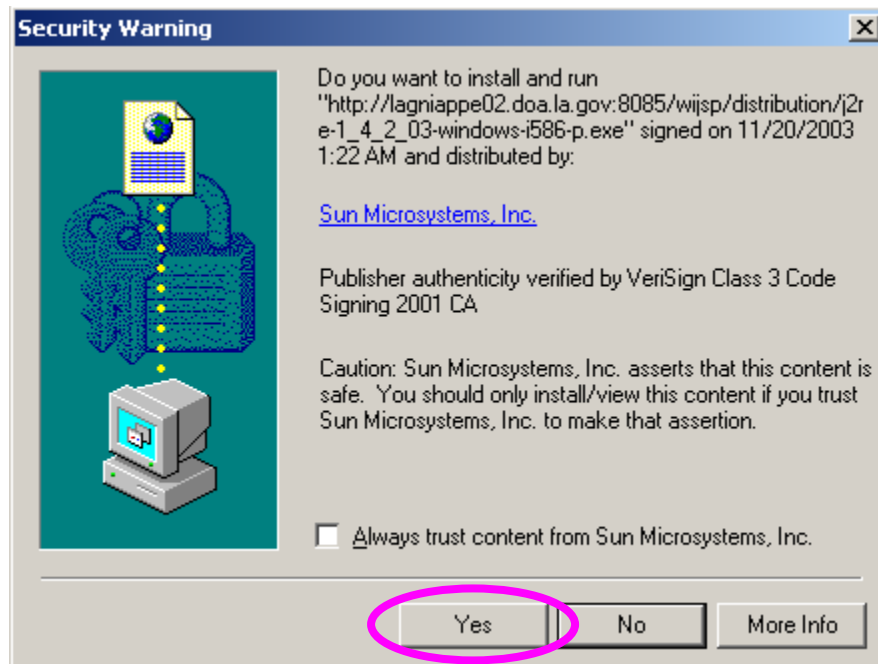 Security Warning
Do you want to install and run
"http://lagniappe02.doa.la.gov:8085/wijsp/distribution/j2r
e-1_4_2_03-windows-i586-p.exe" signed on 11/20/2003
1:22 AM and distributed by:
Sun Microsystems, Inc.
Publisher authenticity verified by VeriSign Class 3 Code
Signing 2001 CA
Caution: Sun Microsystems, Inc. asserts that this content is
safe.  You should only install/view this content if you trust
Sun Microsystems, Inc. to make that assertion.
Always trust content from Sun Microsystems, Inc.
Yes
No
More Info